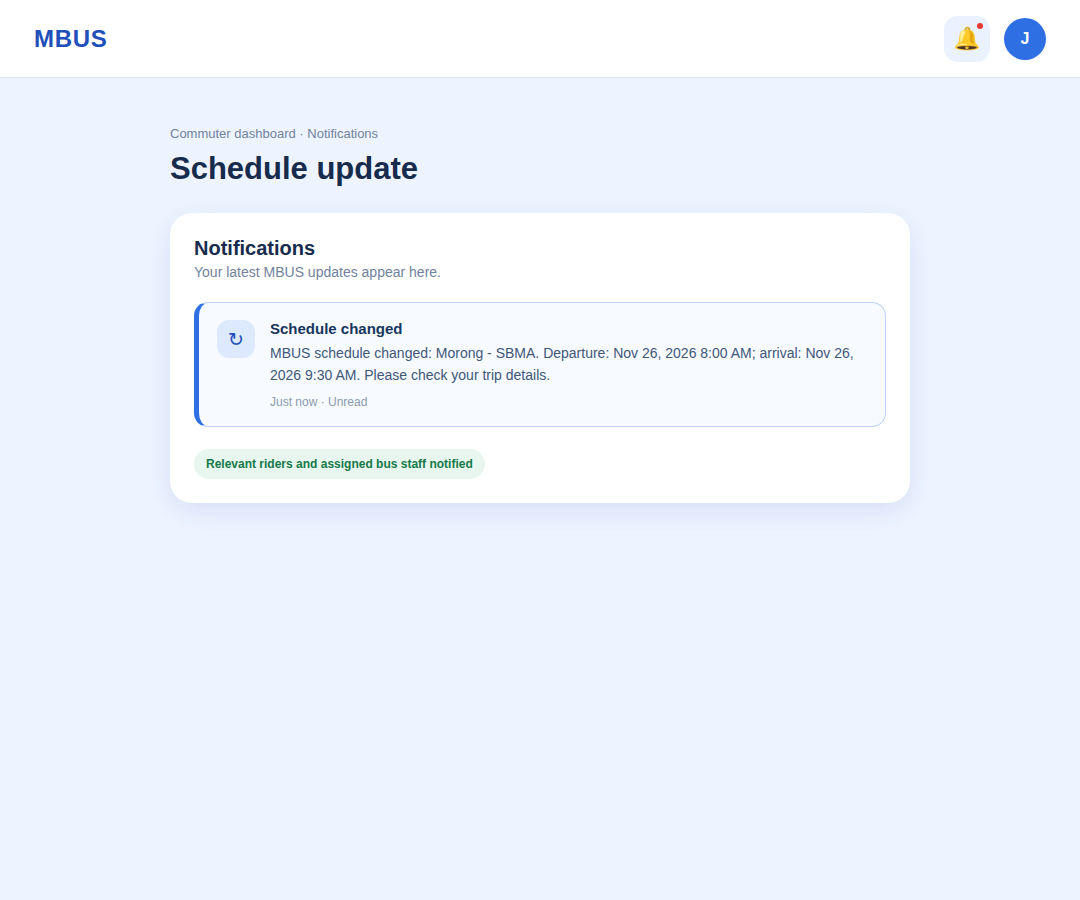 MBUS
J
Commuter dashboard · Notifications
Schedule update
Notifications
Your latest MBUS updates appear here.
Schedule changed
MBUS schedule changed: Morong - SBMA. Departure: Nov 26, 2026 8:00 AM; arrival: Nov 26,
2026 9:30 AM. Please check your trip details.
Just now · Unread
Relevant riders and assigned bus staff notified